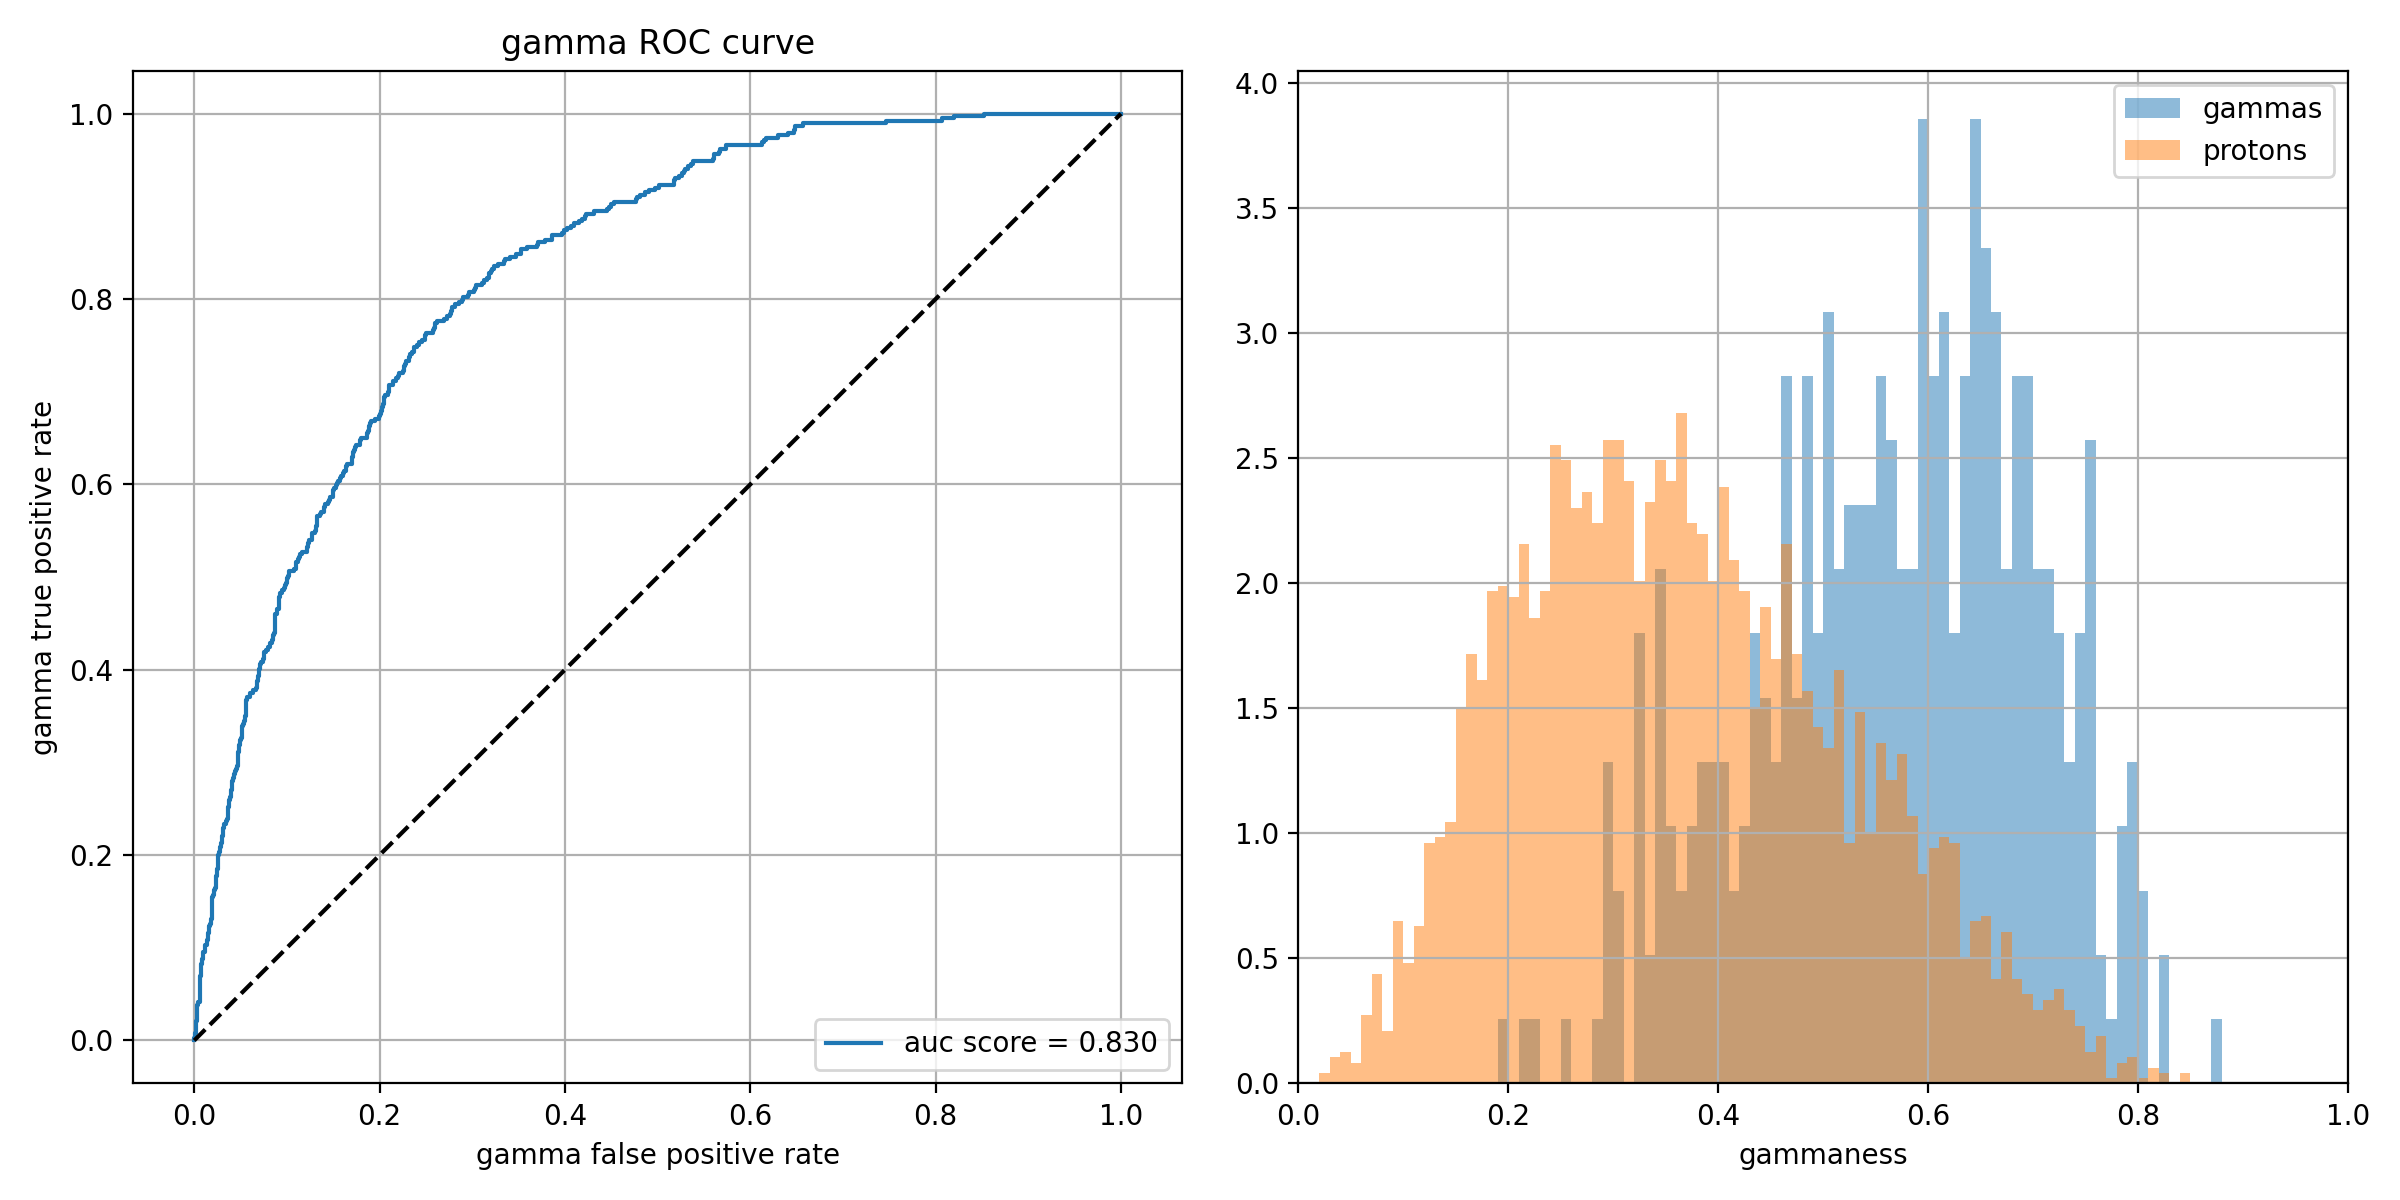 gamma ROC curve
1.0
0.8
0.6
0.4
0.2
0.0
gamma true positive rate
auc score = 0.830
0.0 0.2 0.4 0.6 0.8 1.0
gamma false positive rate
gammas
protons
4.0
3.5
3.0
2.5
2.0
1.5
1.0
0.5
0.0
0.0 0.2 0.4 0.6 0.8 1.0
gammaness